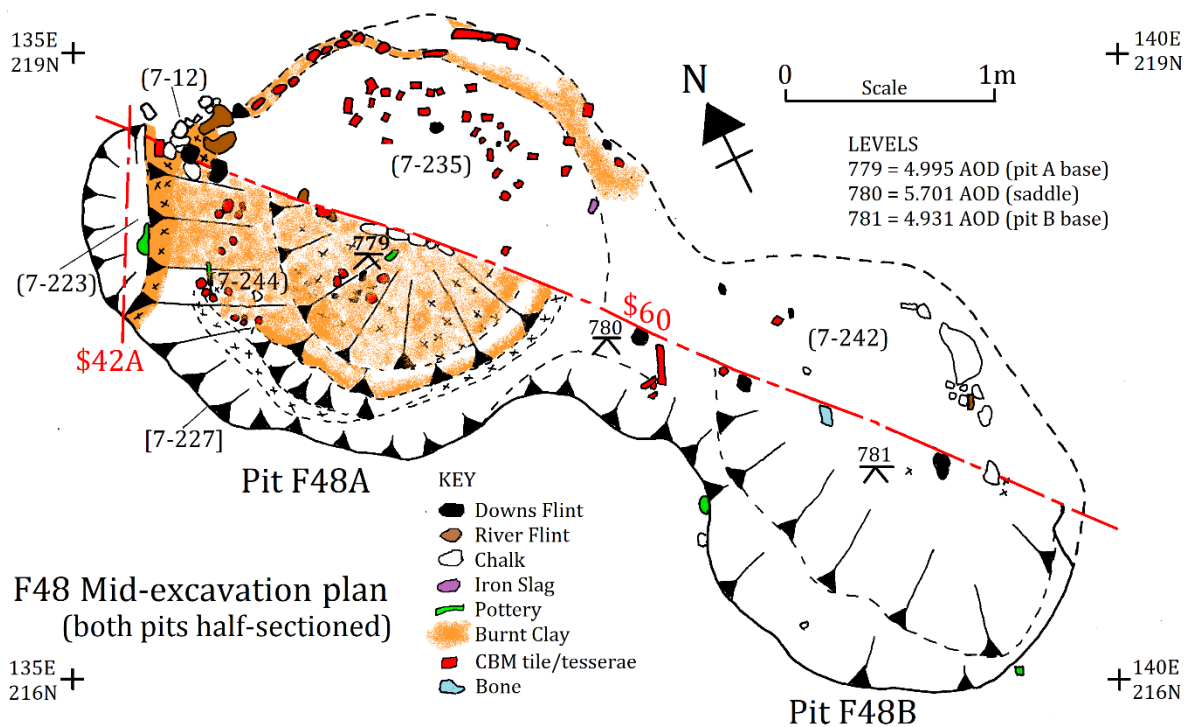 135E
219N
(7-12)
N
0
1m
Scale
140E
219N
(7-235)
LEVELS
779 = 4.995 AOD (pit A base)
780 = 5.701 AOD (saddle)
781 = 4.931 AOD (pit B base)
779
(7-223)
(7-244)
$42A
$60
780
(7-242)
[7-227]
781
Pit F48A
KEY
Downs Flint
River Flint
Chalk
Iron Slag
Pottery
Burnt Clay
CBM tile/tesserae
Bone
F48 Mid-excavation plan
(both pits half-sectioned)
135E
216N
140E
216N
Pit F48B